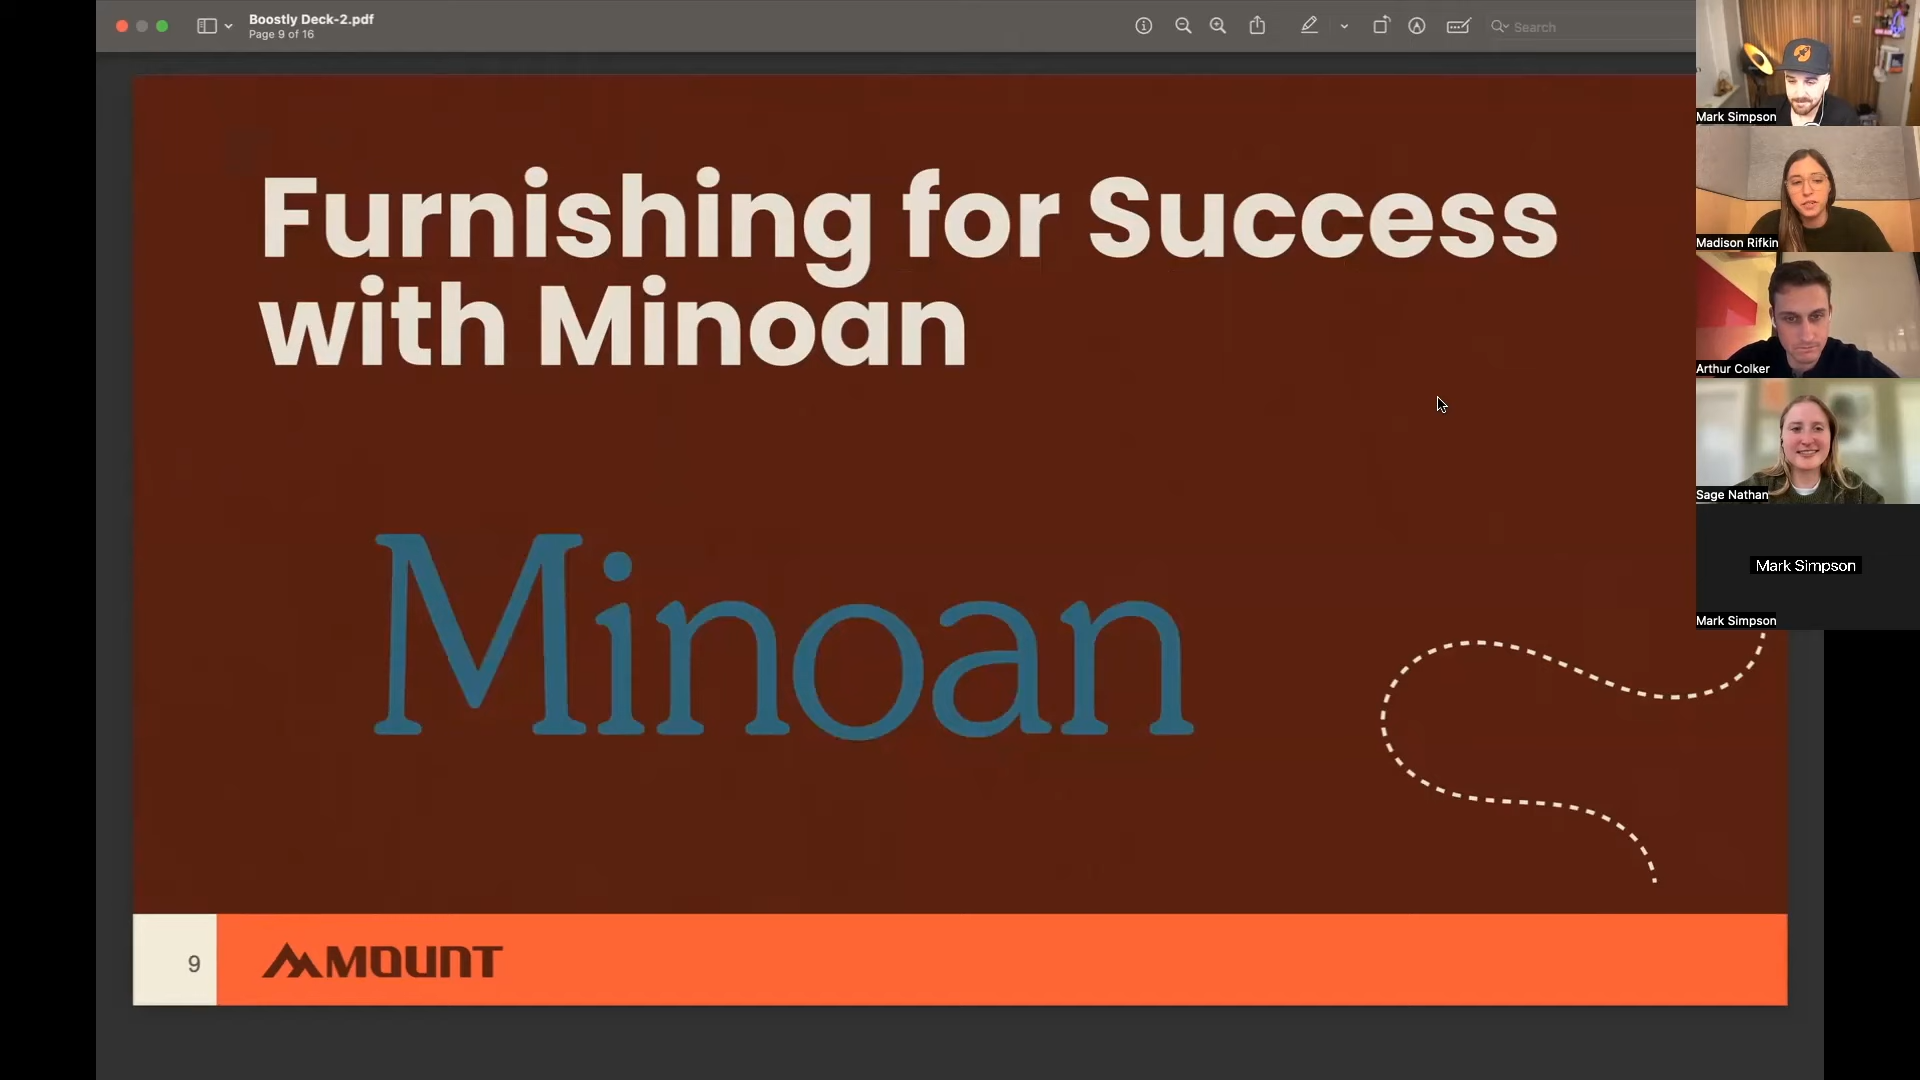 Boostly Deck-2.pdf
Page 9 of 16
Search
Furnishing for Success
with Minoan
Minoan
9
MOUNT
Mark Simpson
Madison Rifkin
Arthur Colker
Sage Nathan
Mark Simpson
Mark Simpson